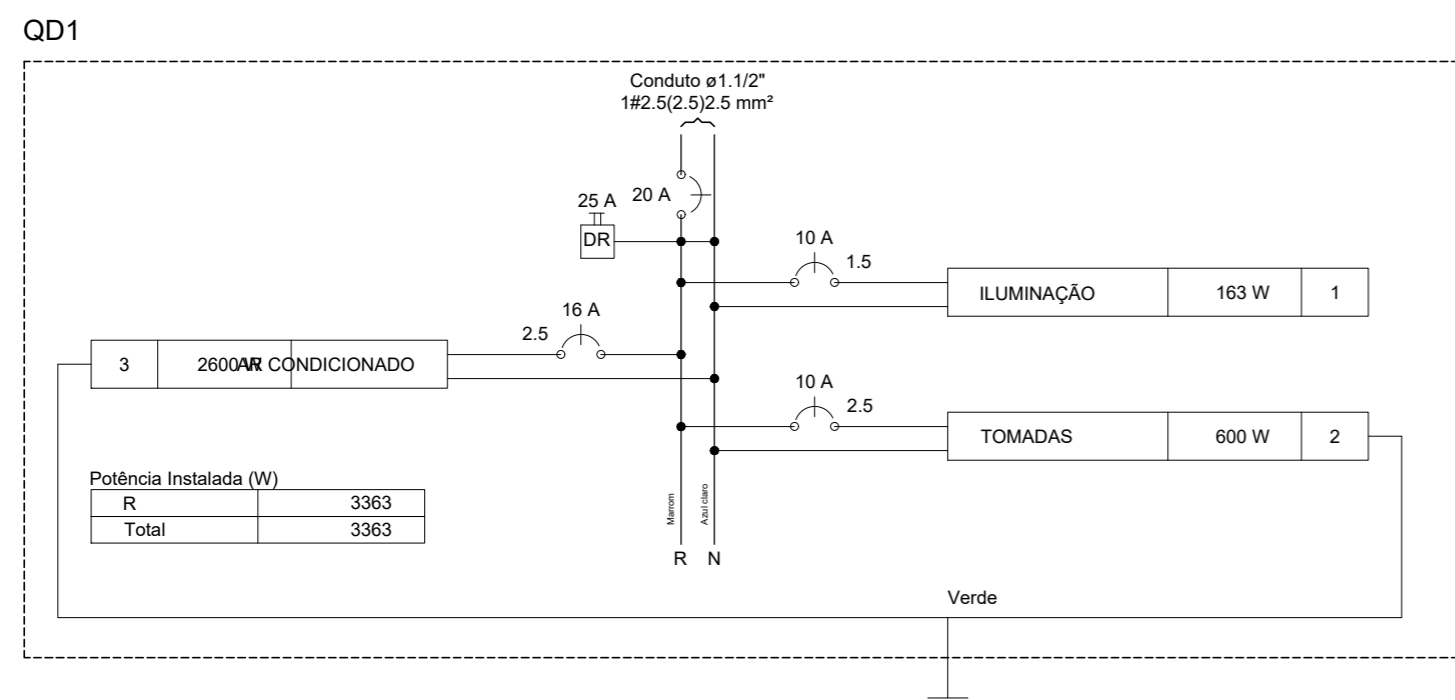 QD1
Conduto ø1.1/2"
1#2.5(2.5)2.5 mm²
20 A
25 A
DR
10 A
1.5
ILUMINAÇÃO 163 W 1
16 A
2.5
3 2600 W AR CONDICIONADO
10 A
2.5
TOMADAS 600 W 2
Potência Instalada (W)
R 3363
Total 3363
Marrom
Azul claro
R N
Verde